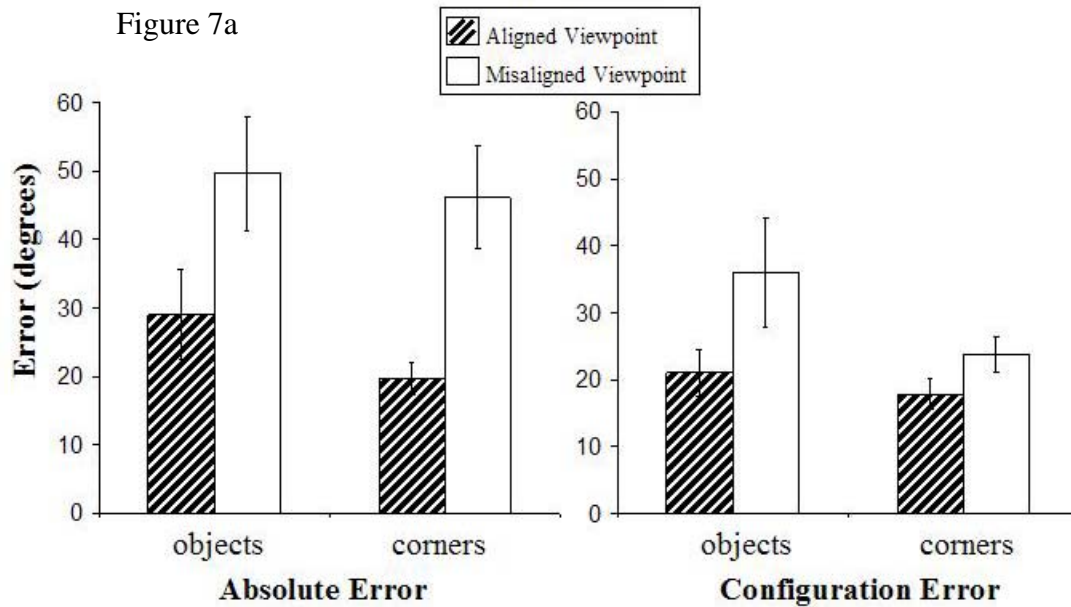 Figure 7a
Aligned Viewpoint
Misaligned Viewpoint
Error (degrees)
60
50
40
30
20
10
0
objects corners
Absolute Error
60
50
40
30
20
10
0
objects corners
Configuration Error